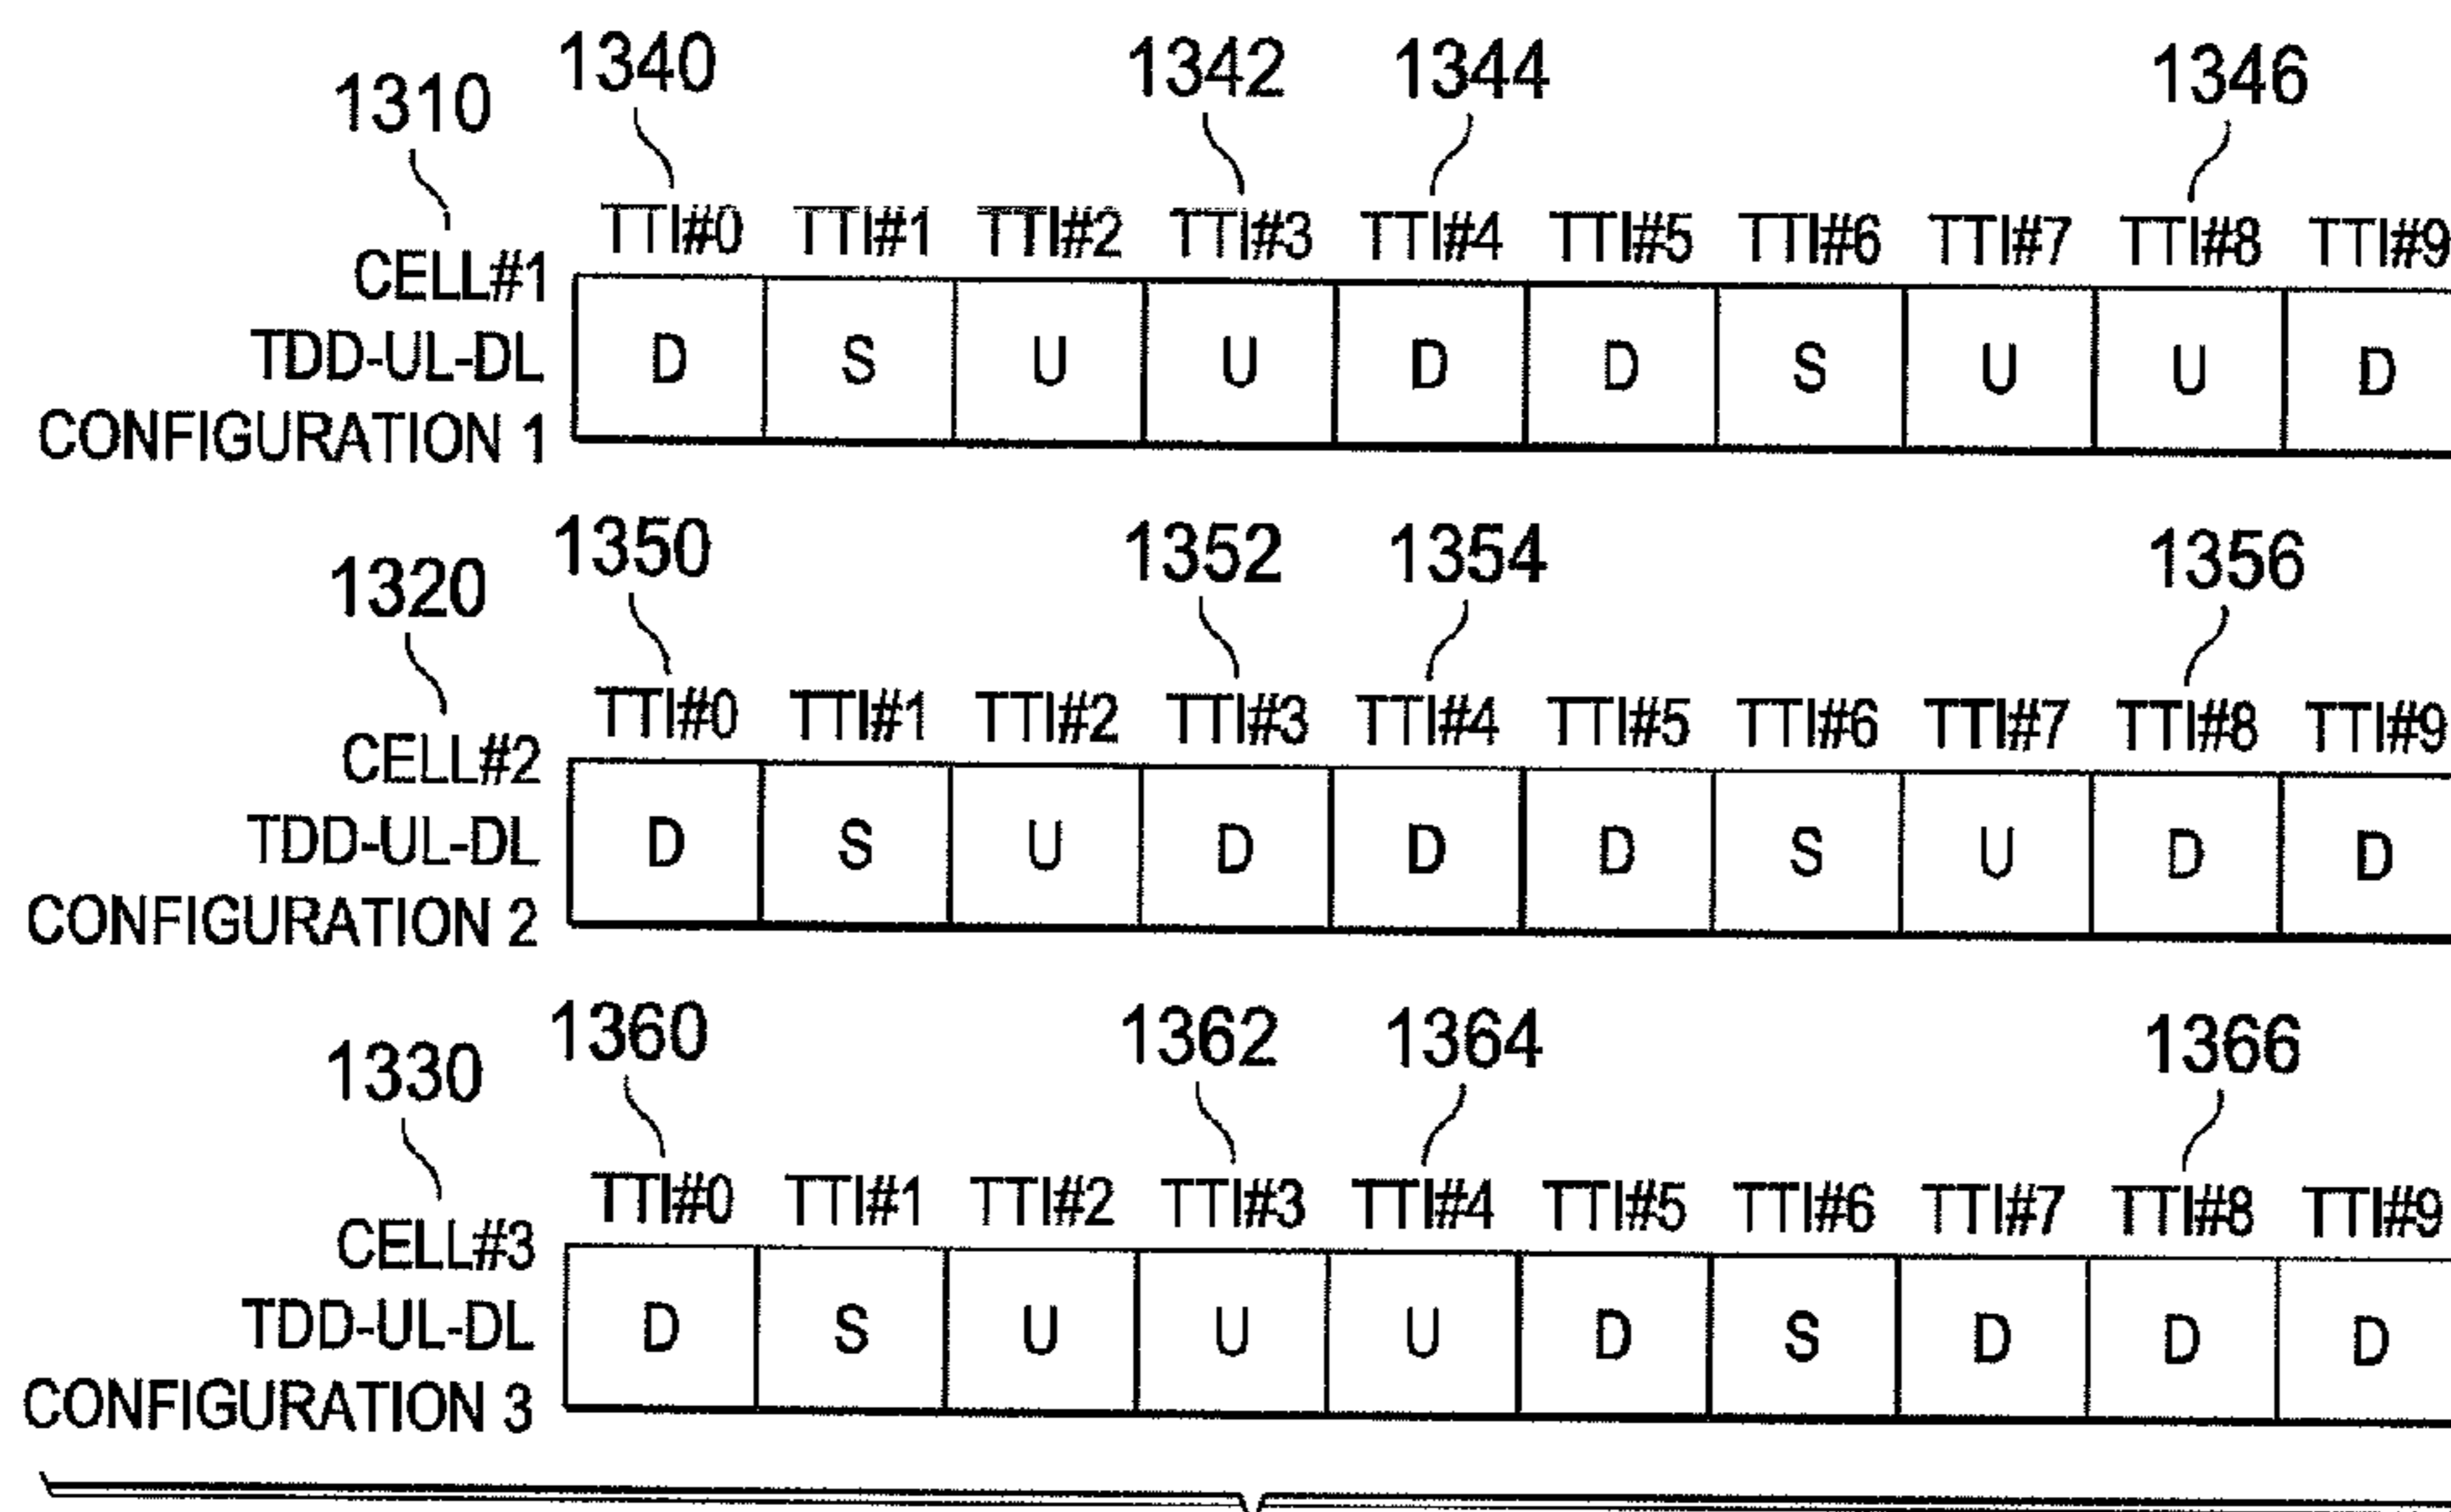 1340 1342 1344 1346
1310
TTI#0 TTI#1 TTI#2 TTI#3 TTI#4 TTI#5 TTI#6 TTI#7 TTI#8 TTI#9
CELL#1
TDD-UL-DL
CONFIGURATION 1
D S U U D D S U U D
1350 1352 1354 1356
1320
TTI#0 TTI#1 TTI#2 TTI#3 TTI#4 TTI#5 TTI#6 TTI#7 TTI#8 TTI#9
CELL#2
TDD-UL-DL
CONFIGURATION 2
D S U D D D S U D D
1360 1362 1364 1366
1330
TTI#0 TTI#1 TTI#2 TTI#3 TTI#4 TTI#5 TTI#6 TTI#7 TTI#8 TTI#9
CELL#3
TDD-UL-DL
CONFIGURATION 3
D S U U U D S D D D